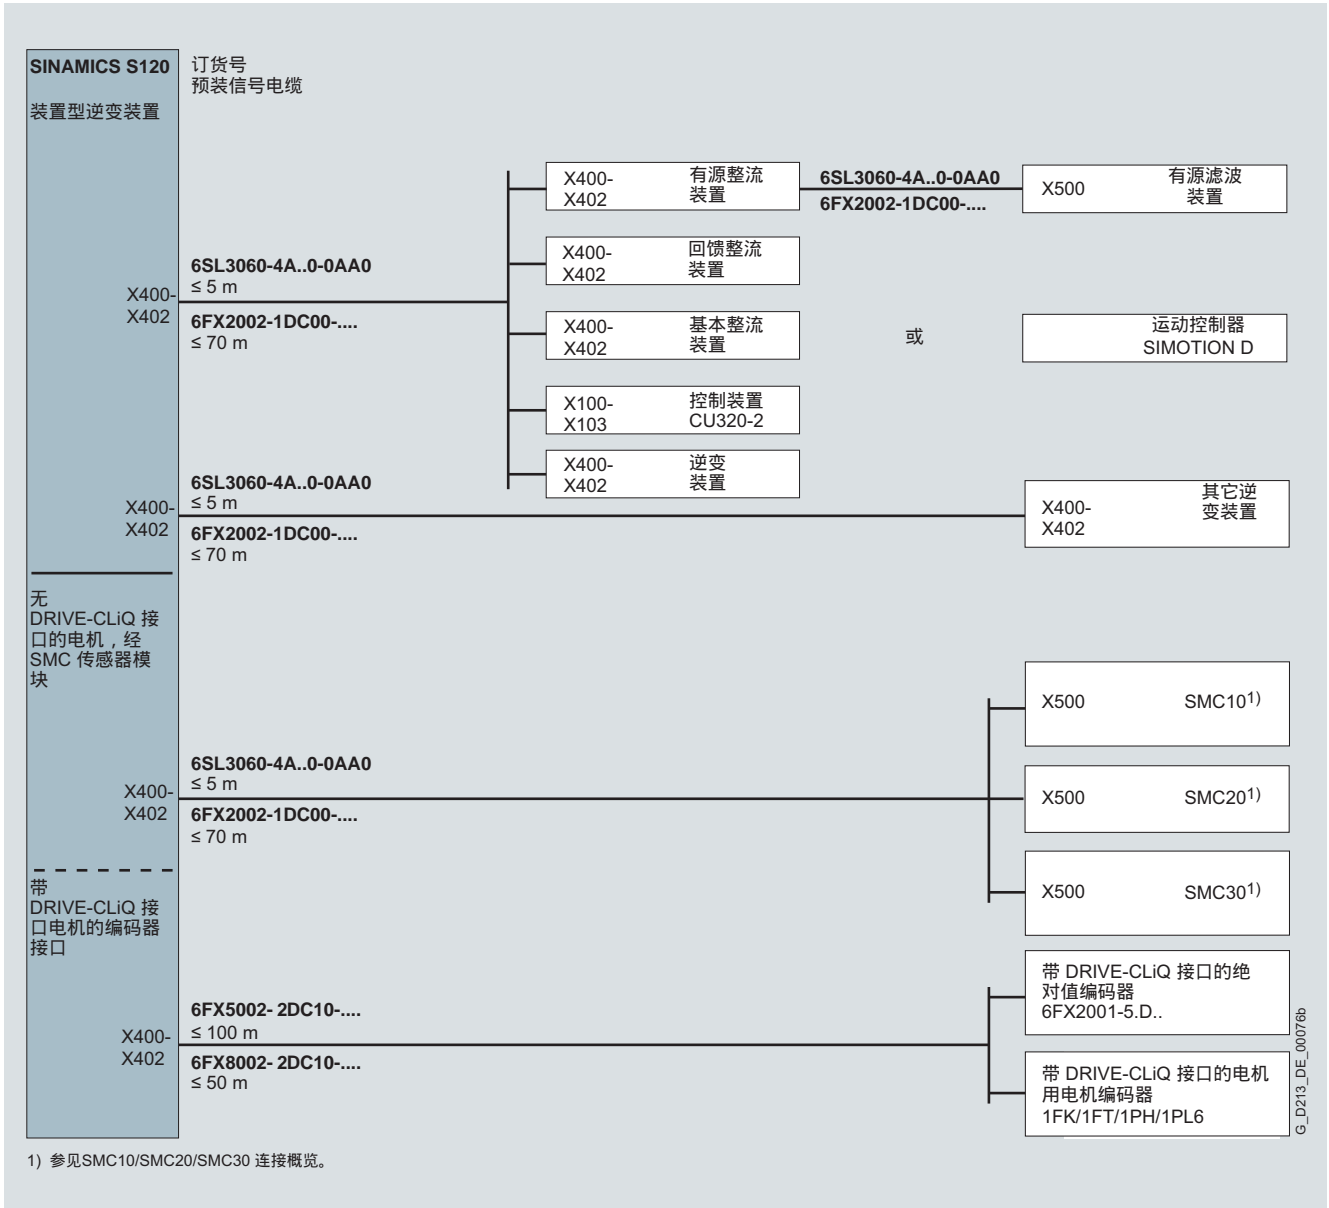 SINAMICS S120
装置型逆变装置
订货号
预装信号电缆
X400-
X402
有源整流
装置
6SL3060-4A..0-0AA0
6FX2002-1DC00-....
X500
有源滤波
装置
X400-
X402
回馈整流
装置
6SL3060-4A..0-0AA0
≤ 5 m
X400-
X402
6FX2002-1DC00-....
≤ 70 m
X400-
X402
基本整流
装置
或
运动控制器
SIMOTION D
X100-
X103
控制装置
CU320-2
X400-
X402
逆变
装置
6SL3060-4A..0-0AA0
≤ 5 m
X400-
X402
6FX2002-1DC00-....
≤ 70 m
X400-
X402
其它逆
变装置
无
DRIVE-CLiQ 接
口的电机，经
SMC 传感器模
块
X500 SMC101)
6SL3060-4A..0-0AA0
≤ 5 m
X400-
X402
6FX2002-1DC00-....
≤ 70 m
X500 SMC201)
X500 SMC301)
带
DRIVE-CLiQ 接
口电机的编码器
接口
6FX5002- 2DC10-....
≤ 100 m
X400-
X402
6FX8002- 2DC10-....
≤ 50 m
带 DRIVE-CLiQ 接口的绝
对值编码器
6FX2001-5.D..
带 DRIVE-CLiQ 接口的电机
用电机编码器
1FK/1FT/1PH/1PL6
G_D213_DE_00076b
1) 参见SMC10/SMC20/SMC30 连接概览。